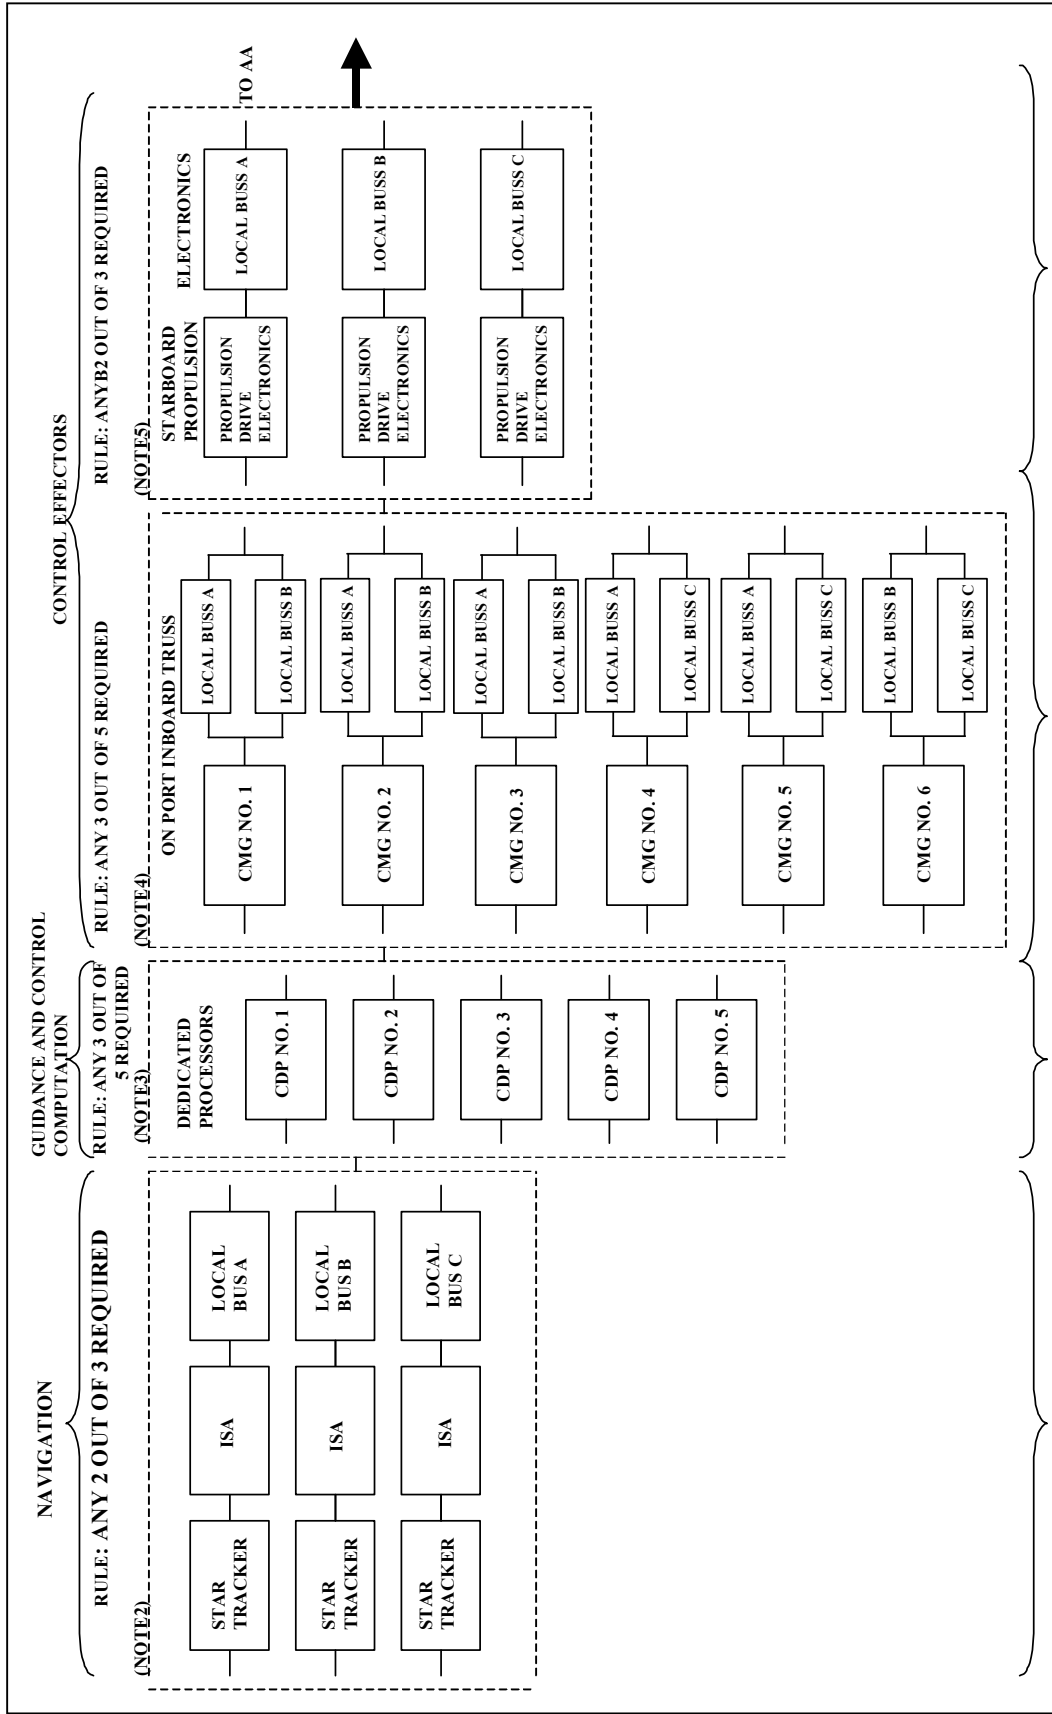 NAVIGATION
RULE: ANY 2 OUT OF 3 REQUIRED
(NOTE2)
STAR
TRACKER
ISA
LOCAL
BUS A
STAR
TRACKER
ISA
LOCAL
BUS B
STAR
TRACKER
ISA
LOCAL
BUS C
GUIDANCE AND CONTROL
COMPUTATION
RULE: ANY 3 OUT OF
5 REQUIRED
(NOTE3)
DEDICATED
PROCESSORS
CDP NO. 1
CDP NO. 2
CDP NO. 3
CDP NO. 4
CDP NO. 5
CONTROL EFFECTORS
RULE: ANY 3 OUT OF 5 REQUIRED
(NOTE4)
ON PORT INBOARD TRUSS
CMG NO. 1
LOCAL BUSS A
LOCAL BUSS B
CMG NO. 2
LOCAL BUSS A
LOCAL BUSS B
CMG NO. 3
LOCAL BUSS A
LOCAL BUSS B
CMG NO. 4
LOCAL BUSS A
LOCAL BUSS C
CMG NO. 5
LOCAL BUSS A
LOCAL BUSS C
CMG NO. 6
LOCAL BUSS B
LOCAL BUSS C
RULE: ANYB2 OUT OF 3 REQUIRED
(NOTE5)
STARBOARD
PROPULSION
ELECTRONICS
PROPULSION
DRIVE
ELECTRONICS
LOCAL BUSS A
PROPULSION
DRIVE
ELECTRONICS
LOCAL BUSS B
PROPULSION
DRIVE
ELECTRONICS
LOCAL BUSS C
TO AA